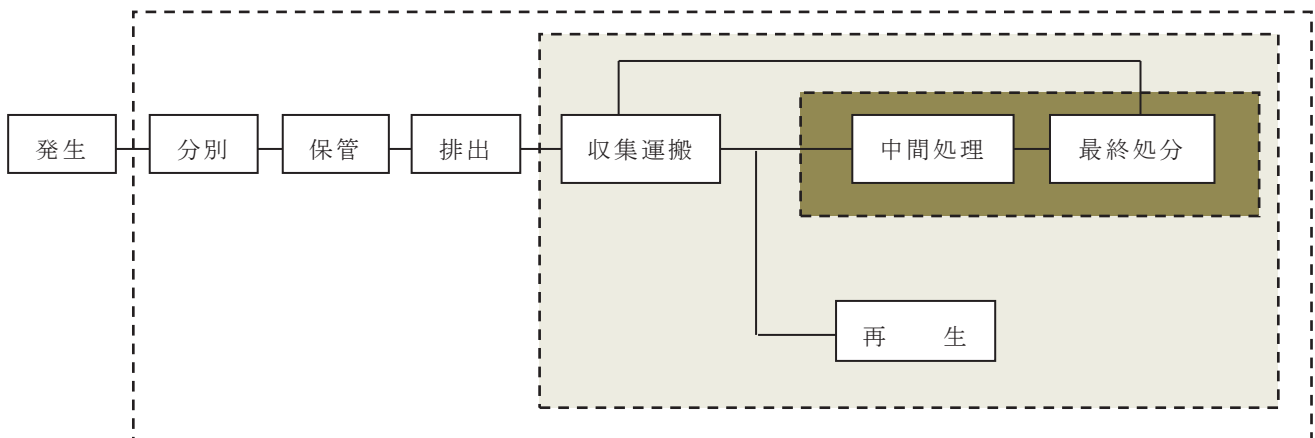 発生
分別
保管
排出
収集運搬
中間処理
最終処分
再　　生